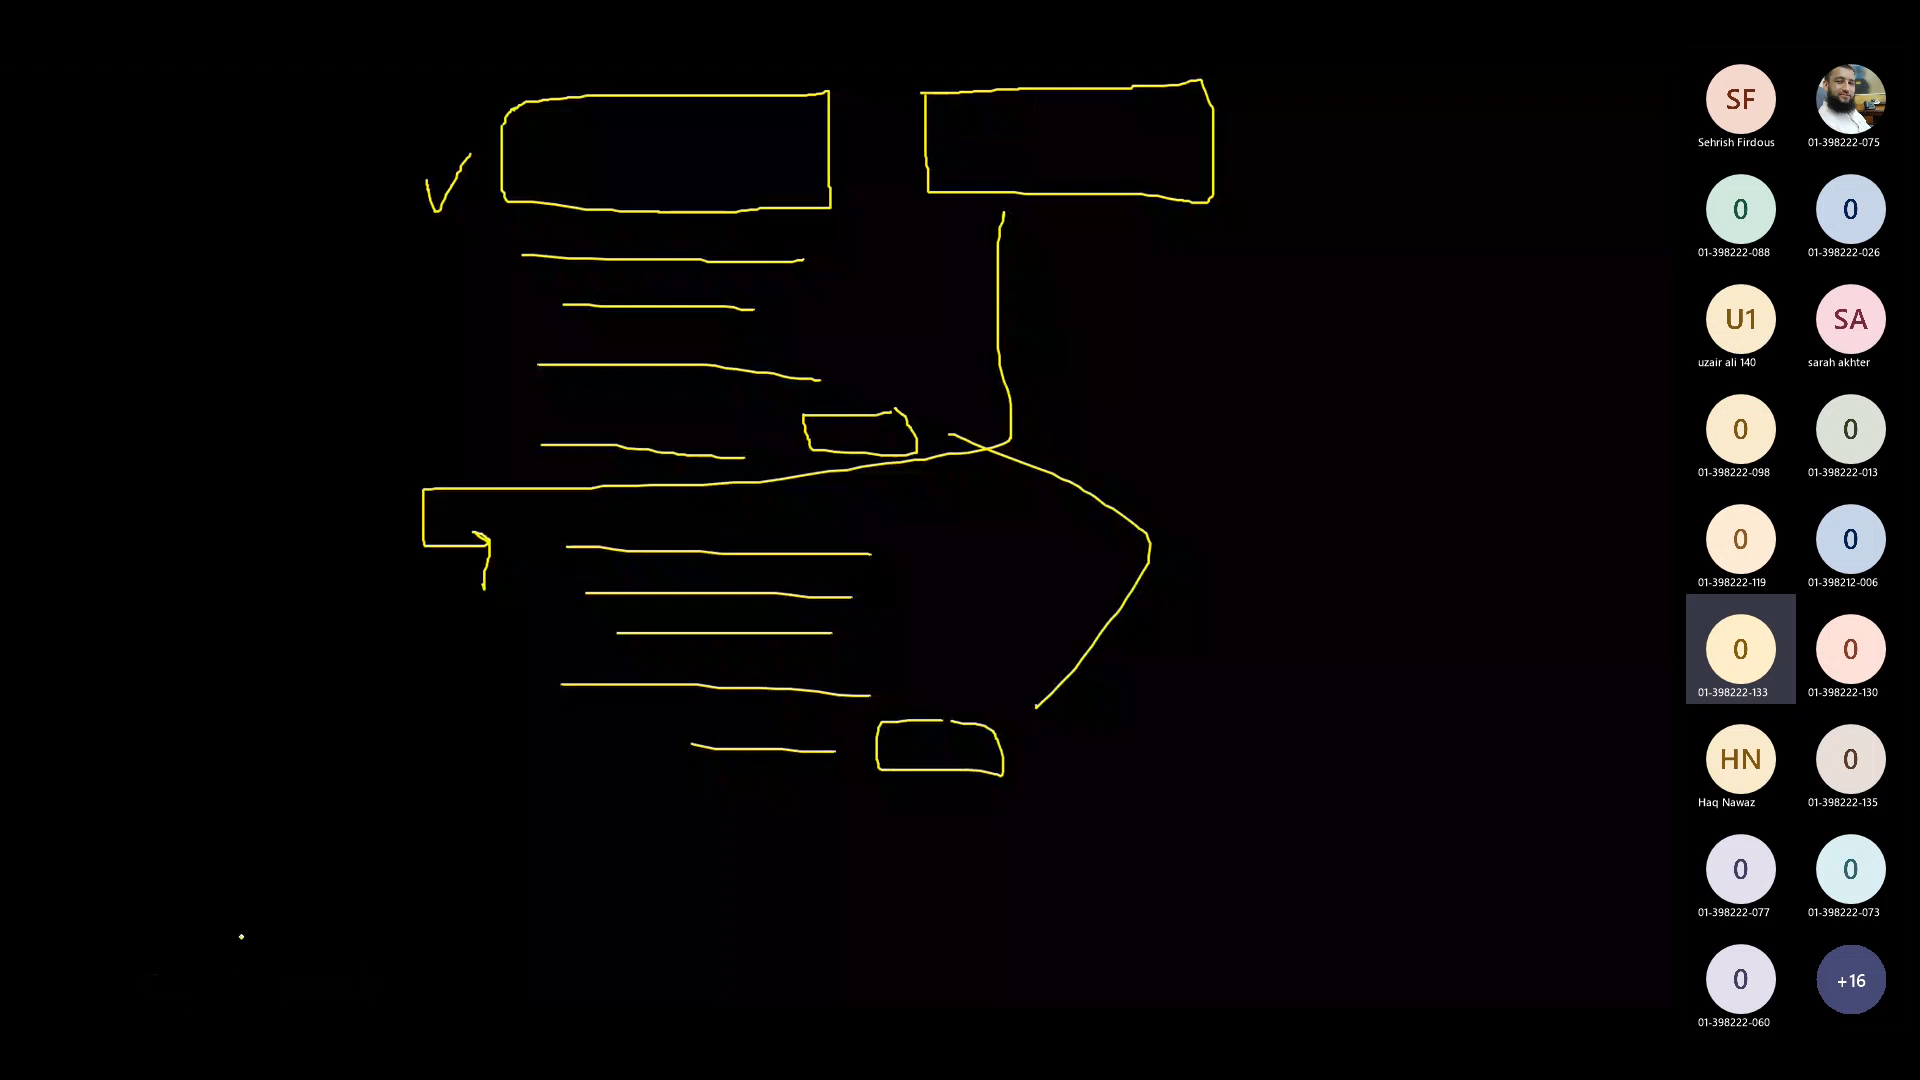 SF
Sehrish Firdous 01-398222-075
0 0
01-398222-088 01-398222-026
U1 SA
uzair ali 140 sarah akhter
0 0
01-398222-098 01-398222-013
0 0
01-398222-119 01-398212-006
0 0
01-398222-133 01-398222-130
HN 0
Haq Nawaz 01-398222-135
0 0
01-398222-077 01-398222-073
0 +16
01-398222-060